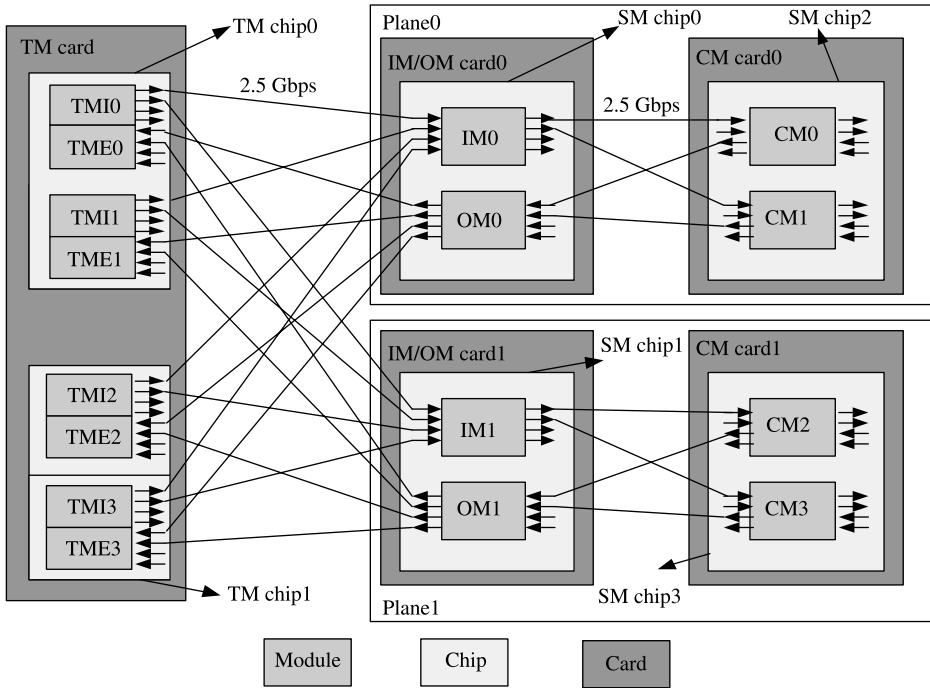 TM card
TM chip0
TMI0
TME0
TMI1
TME1
TMI2
TME2
TMI3
TME3
TM chip1
2.5 Gbps
Plane0
IM/OM card0
SM chip0
IM0
OM0
2.5 Gbps
SM chip2
CM card0
CM0
CM1
IM/OM card1
SM chip1
IM1
OM1
CM card1
CM2
CM3
SM chip3
Plane1
Module
Chip
Card